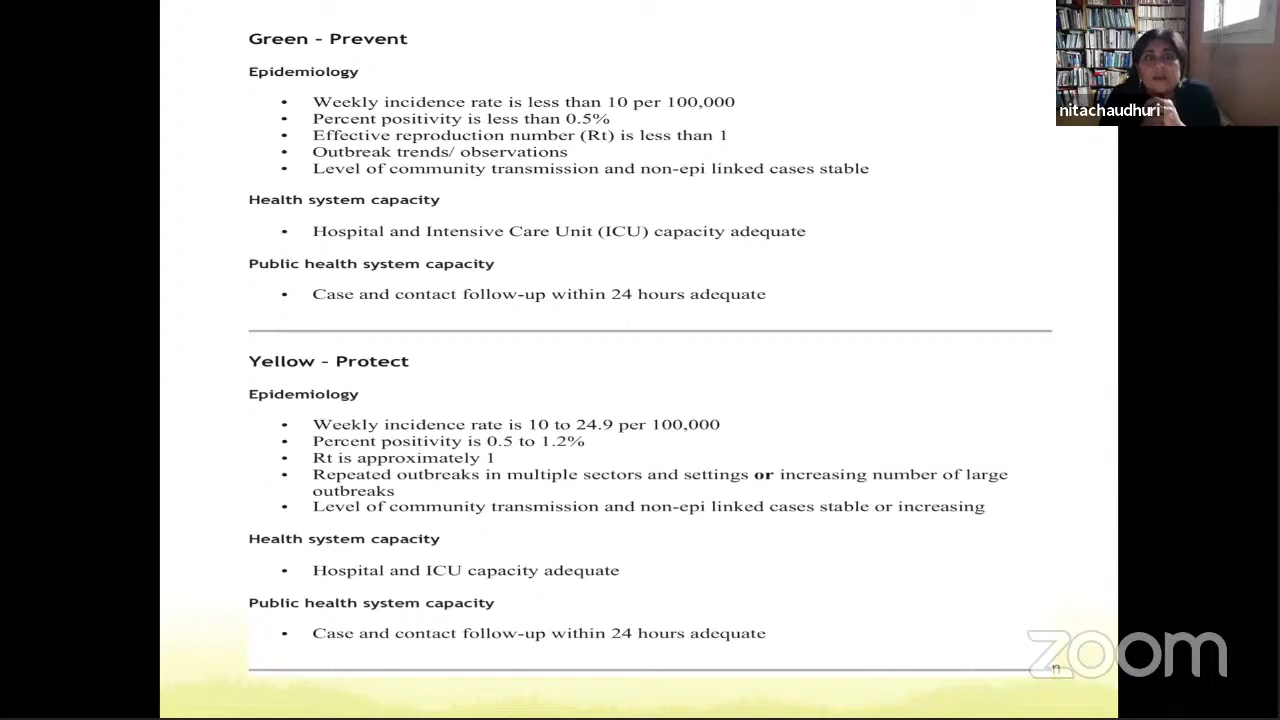 Green - Prevent
Epidemiology
• Weekly incidence rate is less than 10 per 100,000
• Percent positivity is less than 0.5%
• Effective reproduction number (Rt) is less than 1
• Outbreak trends/ observations
• Level of community transmission and non-epi linked cases stable
Health system capacity
• Hospital and Intensive Care Unit (ICU) capacity adequate
Public health system capacity
• Case and contact follow-up within 24 hours adequate
Yellow - Protect
Epidemiology
• Weekly incidence rate is 10 to 24.9 per 100,000
• Percent positivity is 0.5 to 1.2%
• Rt is approximately 1
• Repeated outbreaks in multiple sectors and settings or increasing number of large
outbreaks
• Level of community transmission and non-epi linked cases stable or increasing
Health system capacity
• Hospital and ICU capacity adequate
Public health system capacity
• Case and contact follow-up within 24 hours adequate
nitachaudhuri
zoom